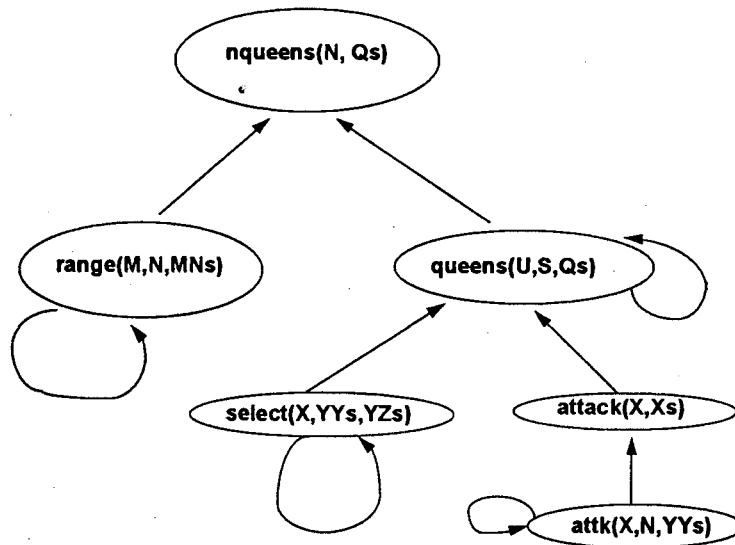 nqueens(N, Qs)
range(M,N,MNs)
queens(U,S,Qs)
select(X,YYs,YZs)
attack(X,Xs)
attk(X,N,YYs)